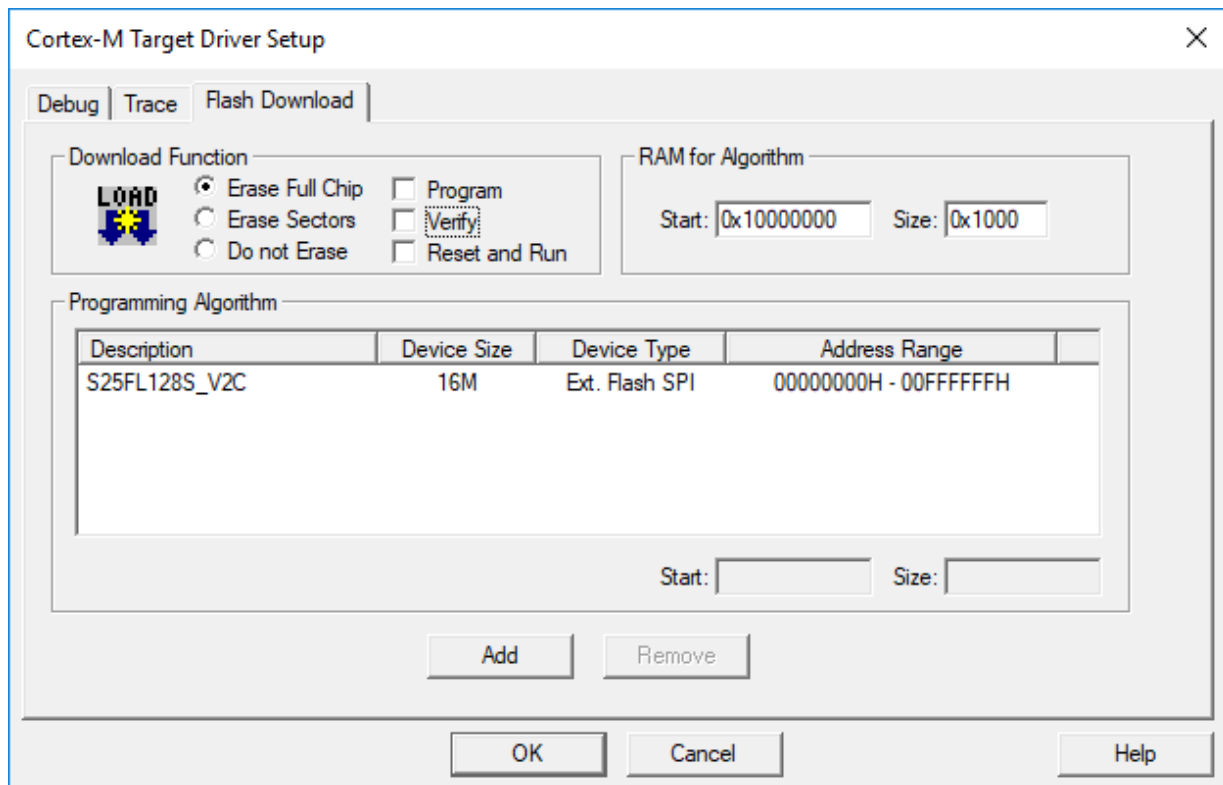 Cortex-M Target Driver Setup
Debug Trace Flash Download
Download Function
LOAD
Erase Full Chip
Erase Sectors
Do not Erase
Program
Verify
Reset and Run
RAM for Algorithm
Start: 0x10000000 Size: 0x1000
Programming Algorithm
Description Device Size Device Type Address Range
S25FL128S_V2C 16M Ext. Flash SPI 00000000H - 00FFFFFFH
Start: Size:
Add Remove
OK Cancel Help